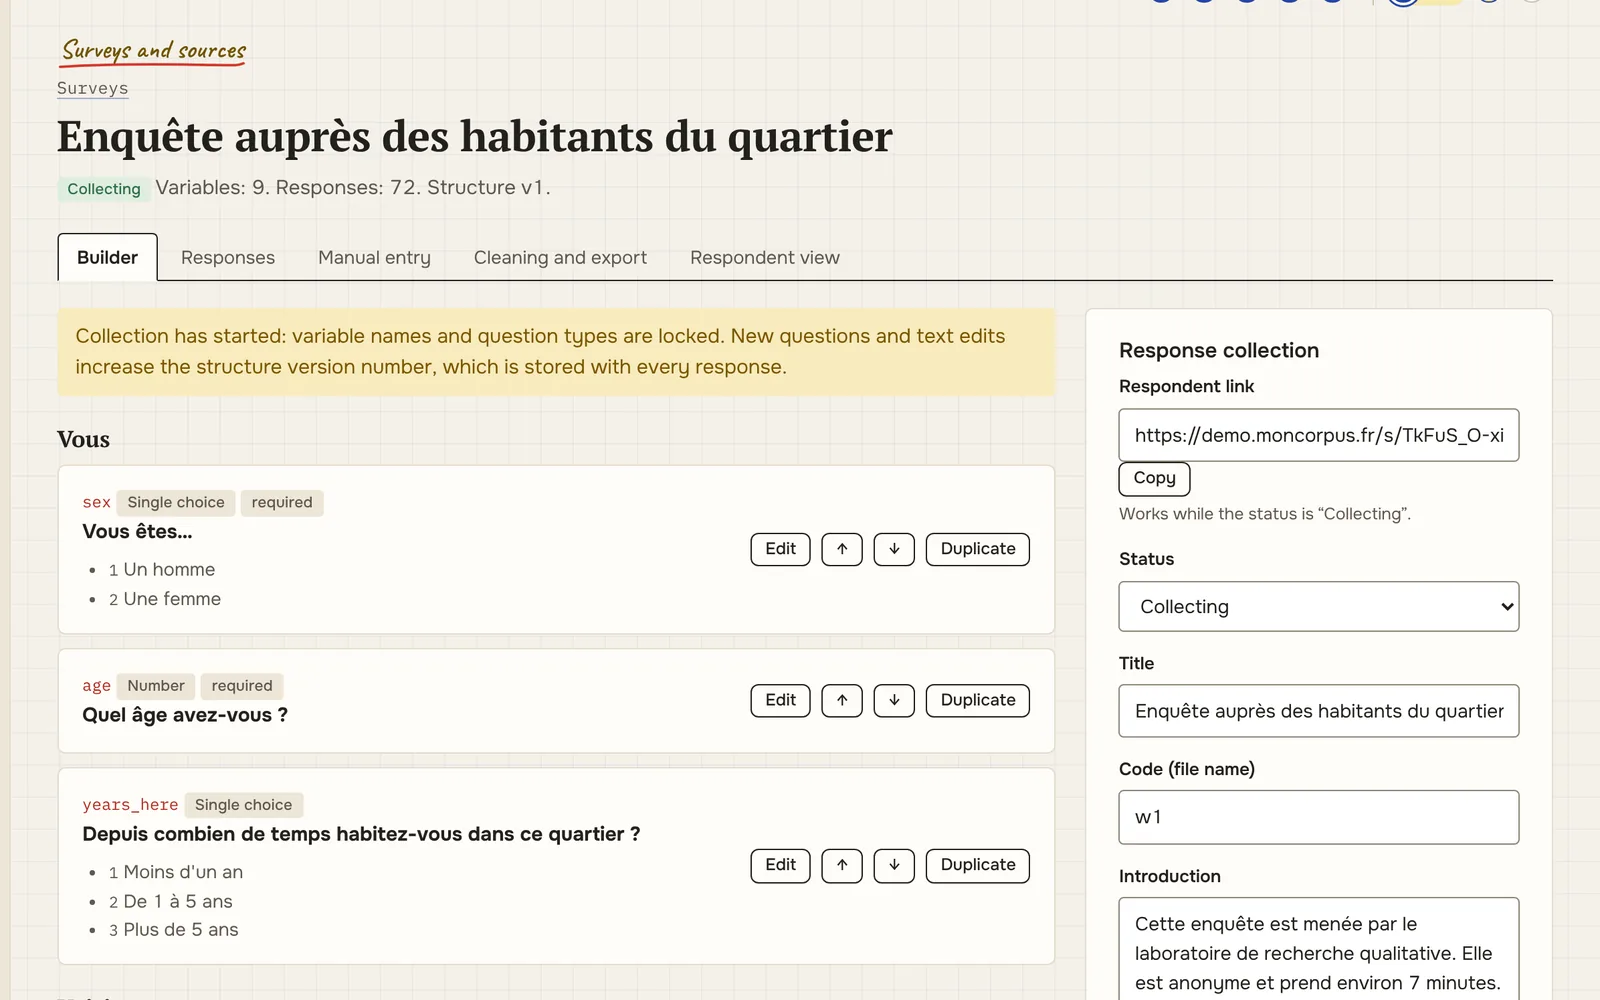 Surveys and sources
Surveys
Enquête auprès des habitants du quartier
Collecting Variables: 9. Responses: 72. Structure v1.
Builder Responses Manual entry Cleaning and export Respondent view
Collection has started: variable names and question types are locked. New questions and text edits
increase the structure version number, which is stored with every response.
Vous
sex Single choice required
Vous êtes...
Edit ↑ ↓ Duplicate
1 Un homme
2 Une femme
age Number required
Quel âge avez-vous ?
Edit ↑ ↓ Duplicate
years_here Single choice
Depuis combien de temps habitez-vous dans ce quartier ?
Edit ↑ ↓ Duplicate
1 Moins d'un an
2 De 1 à 5 ans
3 Plus de 5 ans
Response collection
Respondent link
https://demo.moncorpus.fr/s/TkFuS_O-xi
Copy
Works while the status is “Collecting”.
Status
Collecting
Title
Enquête auprès des habitants du quartier
Code (file name)
w1
Introduction
Cette enquête est menée par le
laboratoire de recherche qualitative. Elle
est anonyme et prend environ 7 minutes.